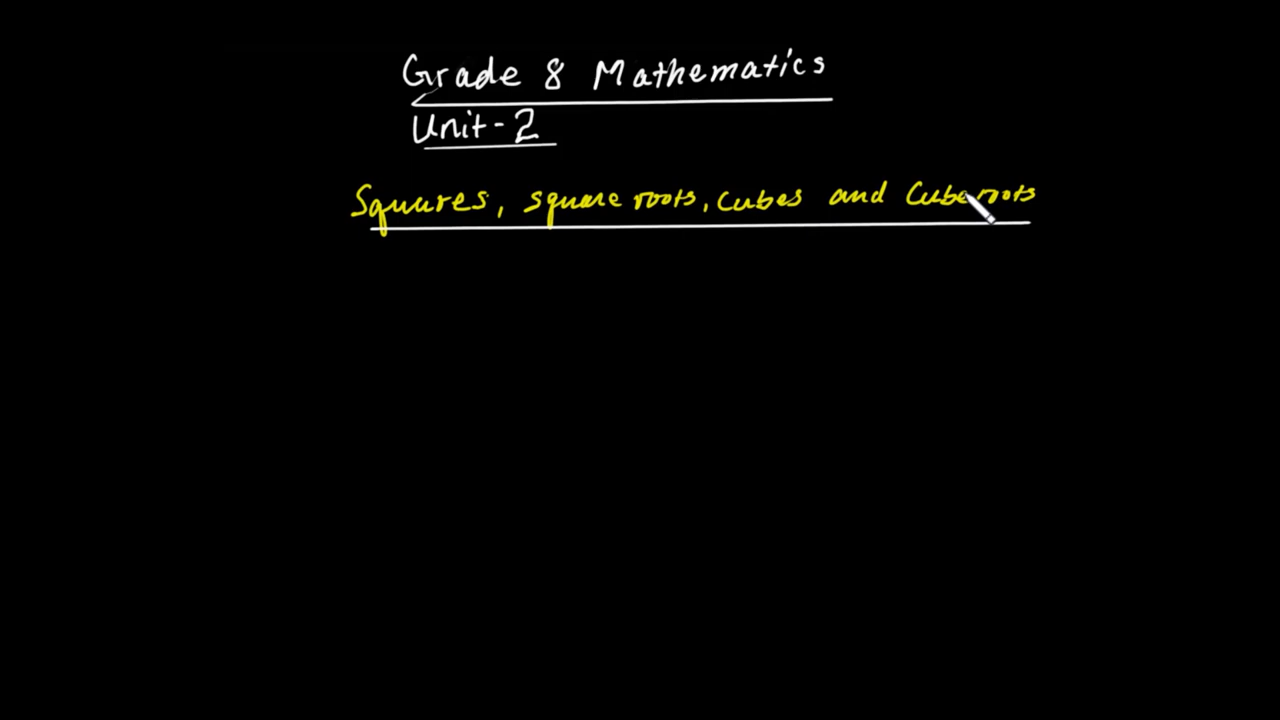 Grade 8 Mathematics
Unit-2
Squares, square roots, cubes and Cube roots